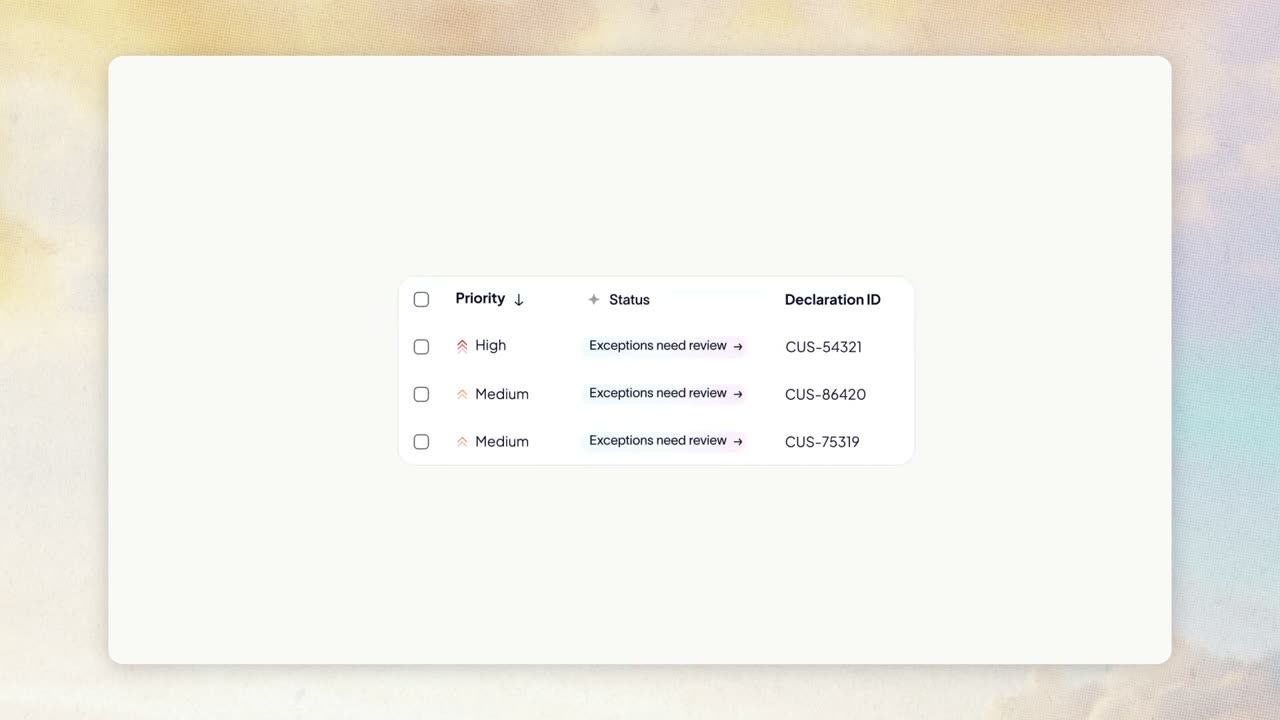 Priority ↓ Status Declaration ID
High Exceptions need review → CUS-54321
Medium Exceptions need review → CUS-86420
Medium Exceptions need review → CUS-75319